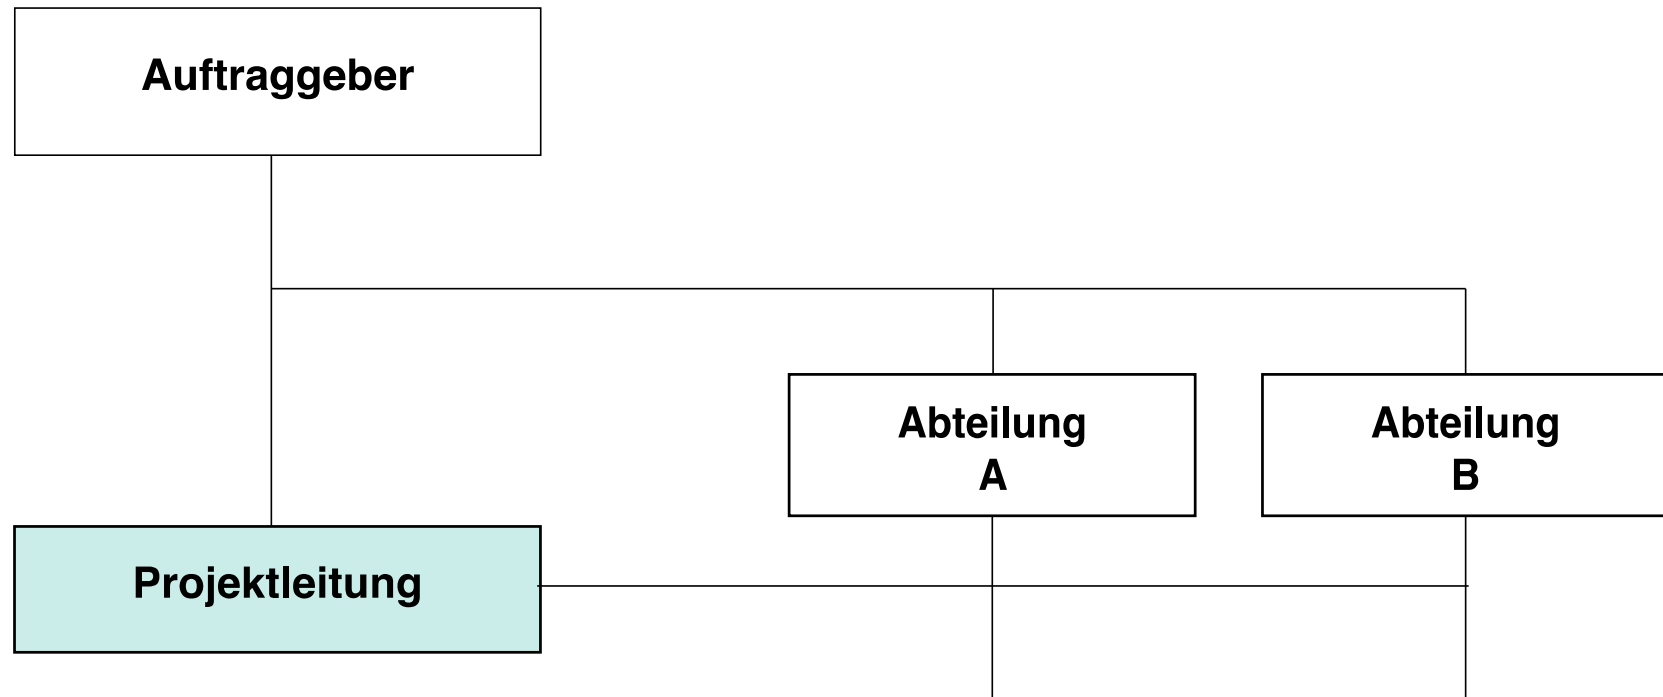 Auftraggeber
Abteilung
A
Abteilung
B
Projektleitung